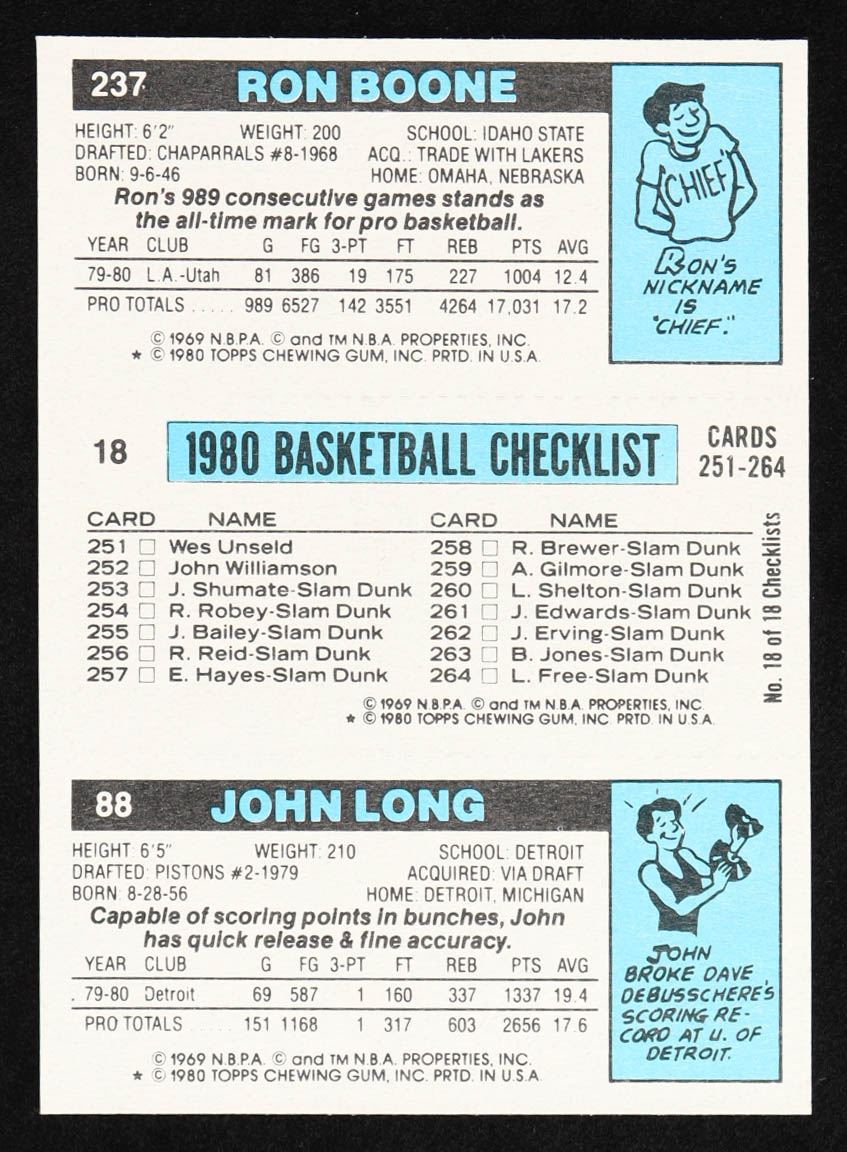 237 RON BOONE
HEIGHT: 6'2" WEIGHT: 200 SCHOOL: IDAHO STATE
DRAFTED: CHAPARRALS #8-1968 ACQ.: TRADE WITH LAKERS
BORN: 9-6-46 HOME: OMAHA, NEBRASKA
Ron's 989 consecutive games stands as
the all-time mark for pro basketball.
YEAR CLUB G FG 3-PT FT REB PTS AVG
79-80 L.A.-Utah 81 386 19 175 227 1004 12.4
PRO TOTALS ..... 989 6527 142 3551 4264 17,031 17.2
© 1969 N.B.P.A. © and TM N.B.A. PROPERTIES, INC.
★ © 1980 TOPPS CHEWING GUM, INC. PRTD. IN U.S.A.
CHIEF
RON'S
NICKNAME
IS
"CHIEF."
18 1980 BASKETBALL CHECKLIST CARDS
251-264
CARD NAME CARD NAME
251 □ Wes Unseld 258 □ R. Brewer-Slam Dunk
252 □ John Williamson 259 □ A. Gilmore-Slam Dunk
253 □ J. Shumate-Slam Dunk 260 □ L. Shelton-Slam Dunk
254 □ R. Robey-Slam Dunk 261 □ J. Edwards-Slam Dunk
255 □ J. Bailey-Slam Dunk 262 □ J. Erving-Slam Dunk
256 □ R. Reid-Slam Dunk 263 □ B. Jones-Slam Dunk
257 □ E. Hayes-Slam Dunk 264 □ L. Free-Slam Dunk
No. 18 of 18 Checklists
© 1969 N.B.P.A. © and TM N.B.A. PROPERTIES, INC.
★ © 1980 TOPPS CHEWING GUM, INC. PRTD. IN U.S.A.
88 JOHN LONG
HEIGHT: 6'5" WEIGHT: 210 SCHOOL: DETROIT
DRAFTED: PISTONS #2-1979 ACQUIRED: VIA DRAFT
BORN: 8-28-56 HOME: DETROIT, MICHIGAN
Capable of scoring points in bunches, John
has quick release & fine accuracy.
YEAR CLUB G FG 3-PT FT REB PTS AVG
79-80 Detroit 69 587 1 160 337 1337 19.4
PRO TOTALS ..... 151 1168 1 317 603 2656 17.6
© 1969 N.B.P.A. © and TM N.B.A. PROPERTIES, INC.
★ © 1980 TOPPS CHEWING GUM, INC. PRTD. IN U.S.A.
JOHN
BROKE DAVE
DEBUSSCHERE'S
SCORING RE-
CORD AT U. OF
DETROIT.